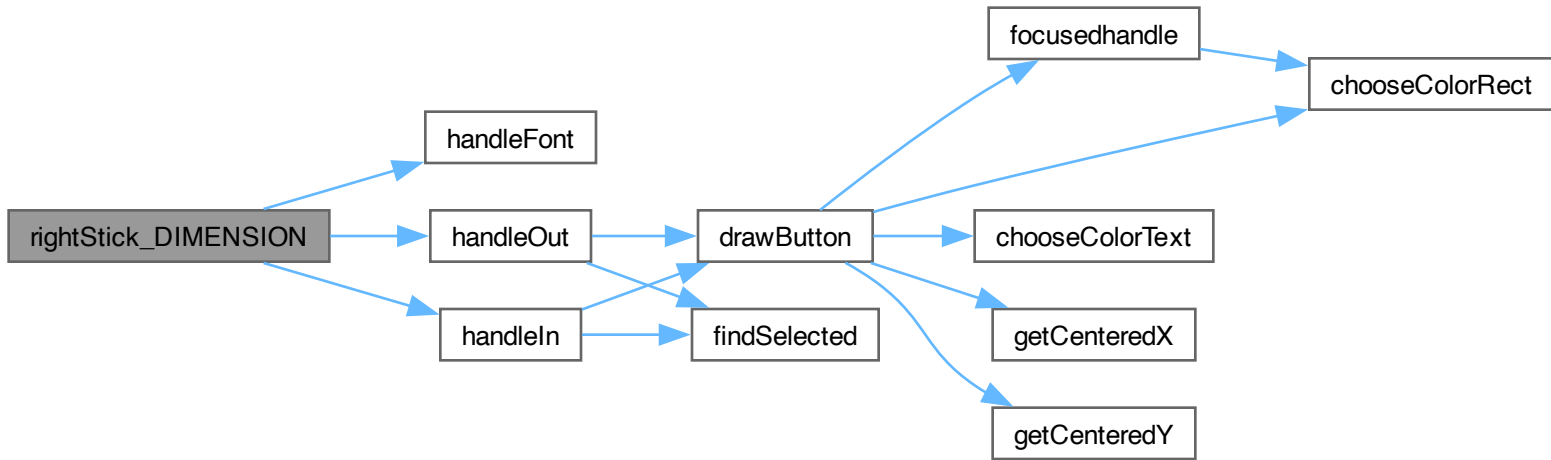 focusedhandle
chooseColorRect
handleFont
rightStick_DIMENSION
handleOut
drawButton
chooseColorText
handleIn
findSelected
getCenteredX
getCenteredY